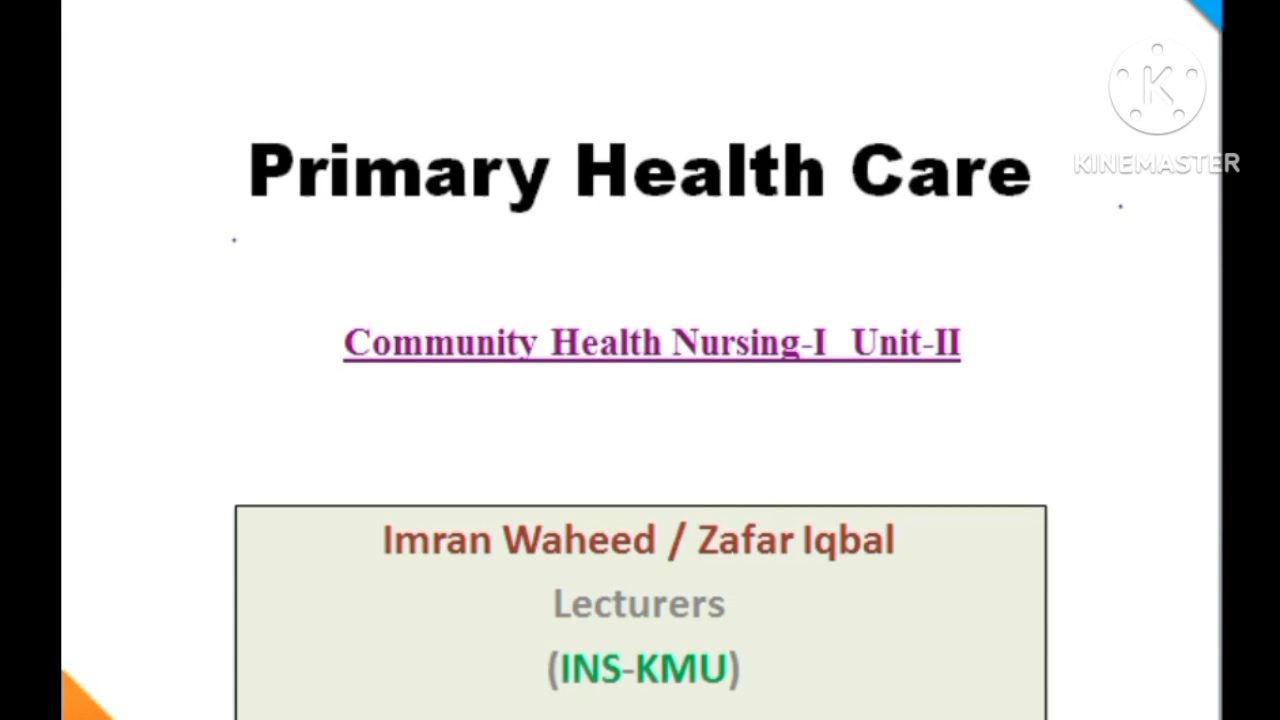 Primary Health Care
KINEMASTER
Community Health Nursing-I Unit-II
Imran Waheed / Zafar Iqbal
Lecturers
(INS-KMU)